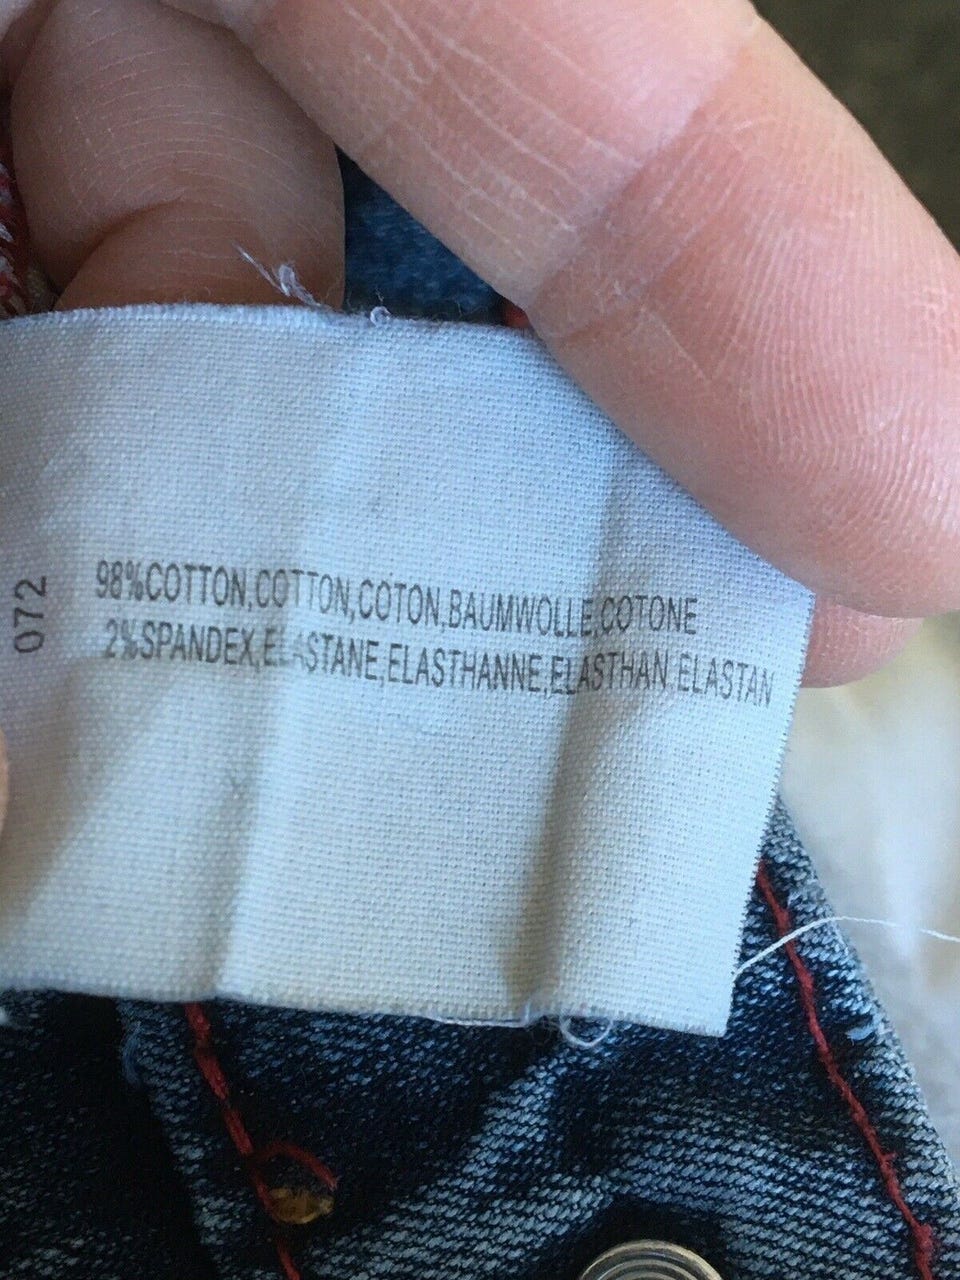 98%COTTON,COTTON,COTON,BAUMWOLLE,COTONE
2%SPANDEX,ELASTANE,ELASTHANNE,ELASTHAN ELASTAN
072